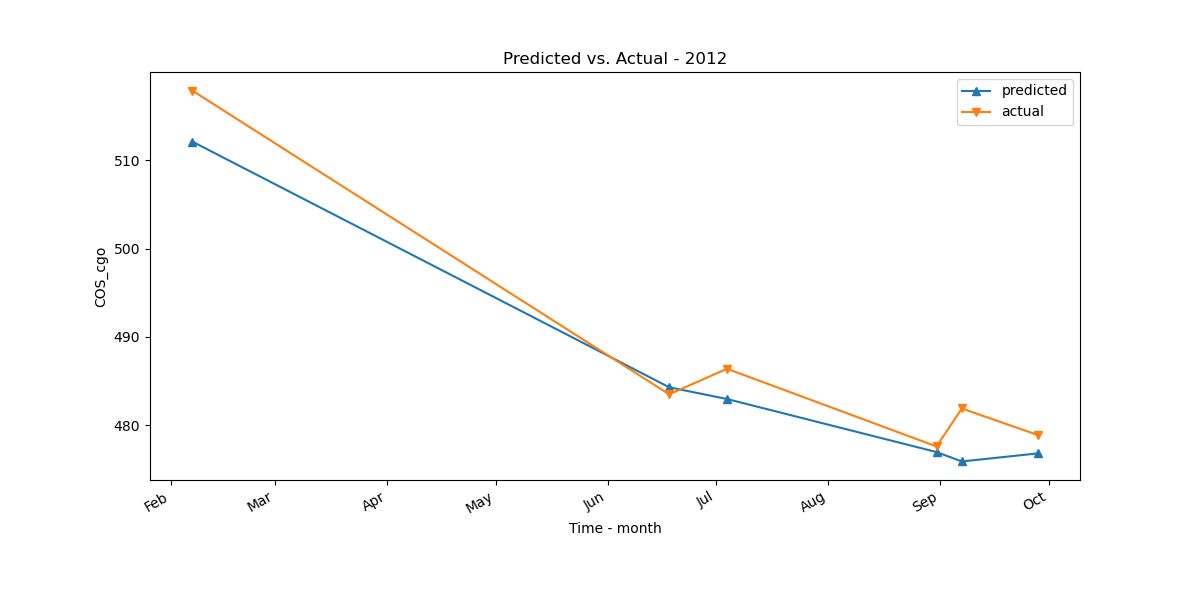 Predicted vs. Actual - 2012
predicted
actual
COS_cgo
510
500
490
480
Feb
Mar
Apr
May
Jun
Jul
Aug
Sep
Oct
Time - month